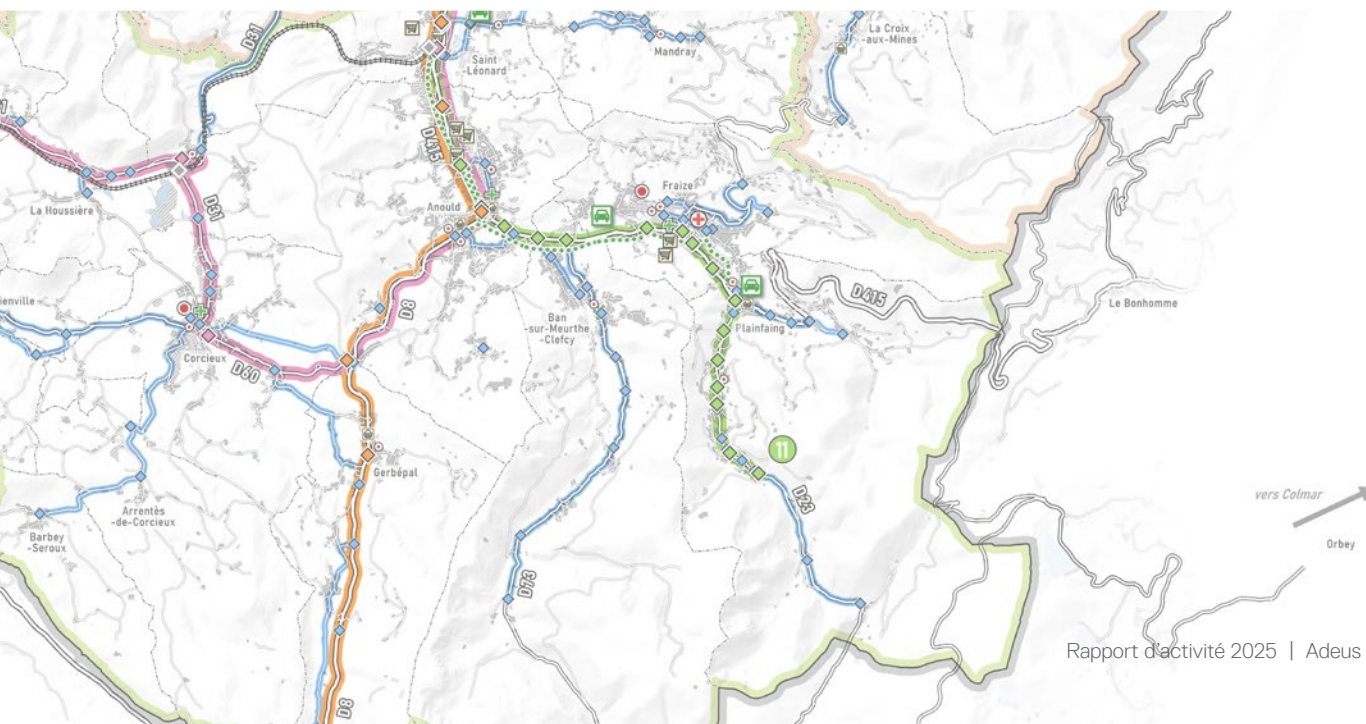 D31
Saint
-Léonard
Mandray
La Croix
-aux-Mines
D415
La Houssière
D31
Anould
Fraize
D8
D415
Le Bonhomme
Ban
-sur-Meurthe
-Clefcy
Plainfaing
Corcieux
D60
11
Gerbépal
D23
vers Colmar
Arrentès
-de-Corcieux
Barbey
-Seroux
Orbey
D73
Rapport d'activité 2025 | Adeus
D8